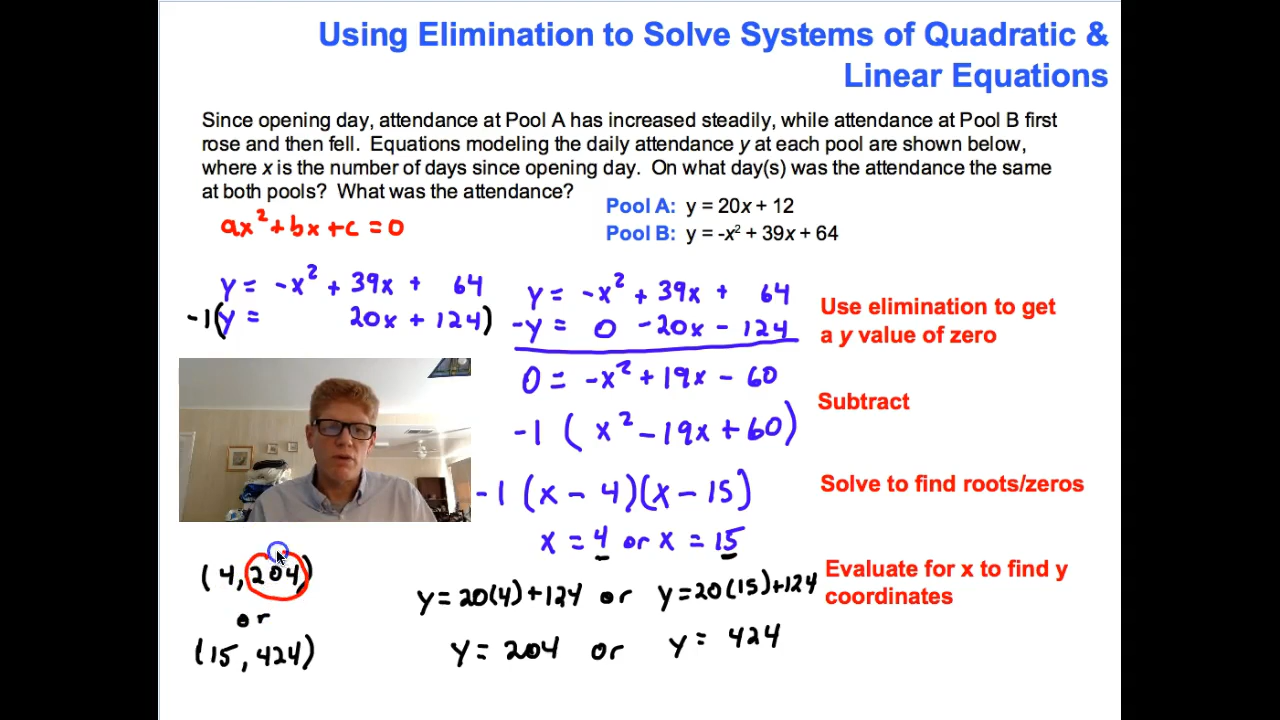 Using Elimination to Solve Systems of Quadratic &
Linear Equations
Since opening day, attendance at Pool A has increased steadily, while attendance at Pool B first
rose and then fell. Equations modeling the daily attendance y at each pool are shown below,
where x is the number of days since opening day. On what day(s) was the attendance the same
at both pools? What was the attendance?
Pool A: y = 20x + 12
Pool B: y = -x² + 39x + 64
ax² + bx + c = 0
y = -x² + 39x + 64
-1(y = 20x + 124)
y = -x² + 39x + 64
-y = 0 - 20x - 124
0 = -x² + 19x - 60
-1 ( x² - 19x + 60)
-1 (x - 4)(x - 15)
x = 4 or x = 15
Use elimination to get
a y value of zero
Subtract
Solve to find roots/zeros
Evaluate for x to find y
coordinates
y = 20(4) + 124 or y = 20(15) + 124
y = 204 or y = 424
(4, 204)
or
(15, 424)